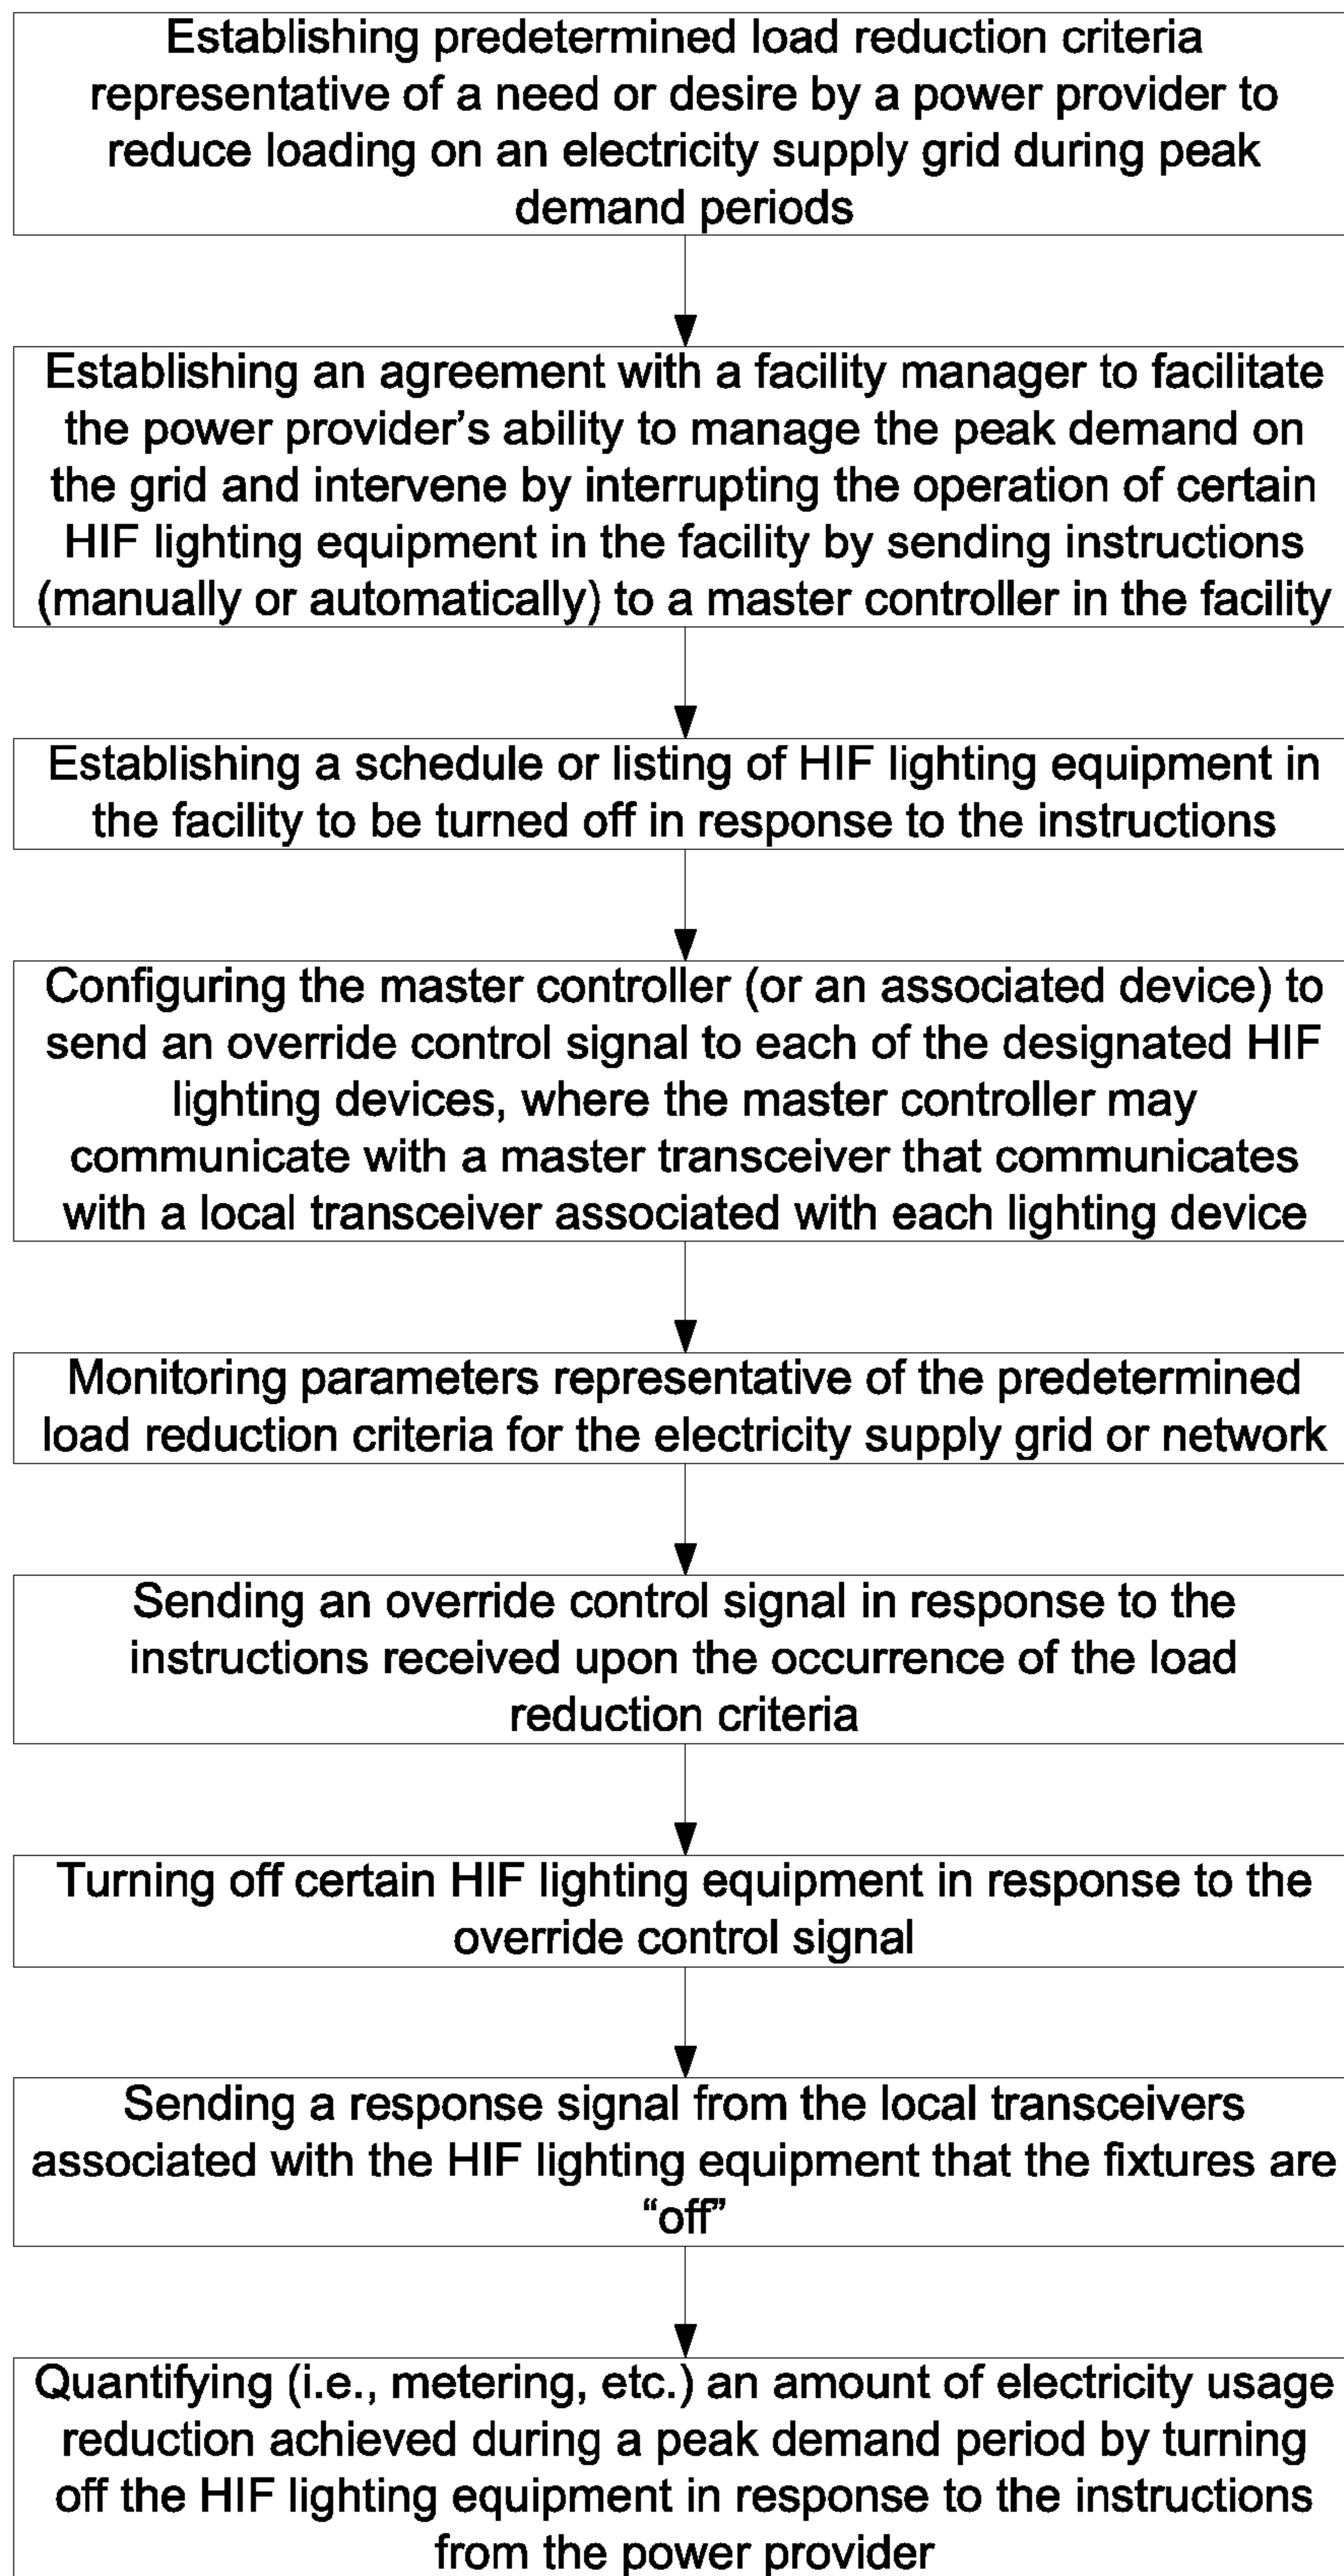 Establishing predetermined load reduction criteria
representative of a need or desire by a power provider to
reduce loading on an electricity supply grid during peak
demand periods
Establishing an agreement with a facility manager to facilitate
the power provider’s ability to manage the peak demand on
the grid and intervene by interrupting the operation of certain
HIF lighting equipment in the facility by sending instructions
(manually or automatically) to a master controller in the facility
Establishing a schedule or listing of HIF lighting equipment in
the facility to be turned off in response to the instructions
Configuring the master controller (or an associated device) to
send an override control signal to each of the designated HIF
lighting devices, where the master controller may
communicate with a master transceiver that communicates
with a local transceiver associated with each lighting device
Monitoring parameters representative of the predetermined
load reduction criteria for the electricity supply grid or network
Sending an override control signal in response to the
instructions received upon the occurrence of the load
reduction criteria
Turning off certain HIF lighting equipment in response to the
override control signal
Sending a response signal from the local transceivers
associated with the HIF lighting equipment that the fixtures are
“off”
Quantifying (i.e., metering, etc.) an amount of electricity usage
reduction achieved during a peak demand period by turning
off the HIF lighting equipment in response to the instructions
from the power provider